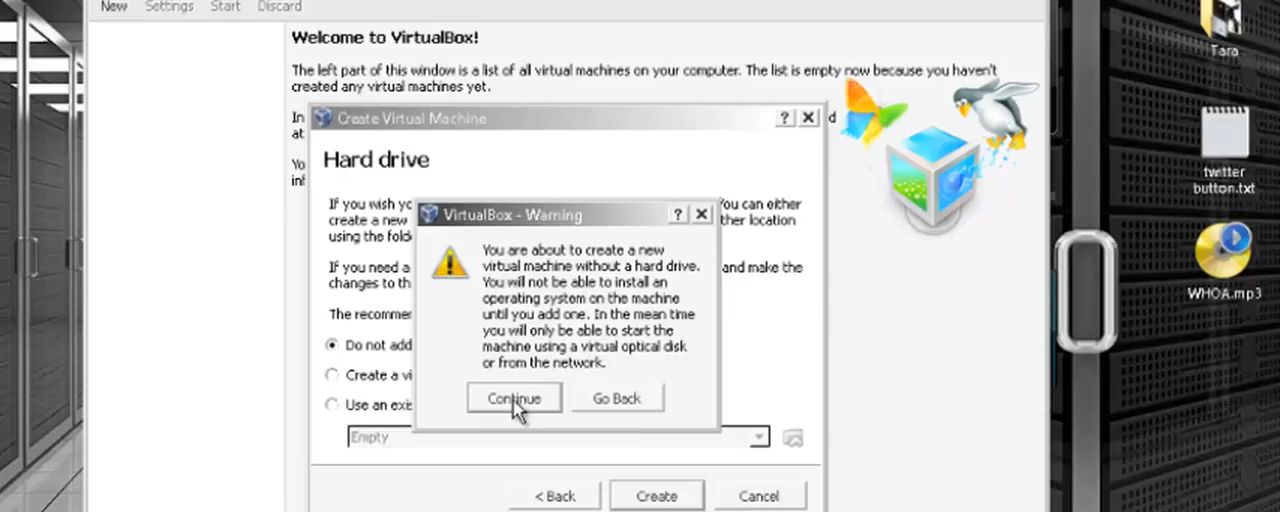 New Settings Start Discard
Welcome to VirtualBox!
The left part of this window is a list of all virtual machines on your computer. The list is empty now because you haven't
created any virtual machines yet.
In
d
at
Yo
inf
Create Virtual Machine
Hard drive
If you wish yo
You can either
create a new
ther location
using the fold
If you need a
and make the
changes to th
The recommer
Do not add
Create a vi
Use an exis
Empty
< Back Create Cancel
VirtualBox - Warning
You are about to create a new
virtual machine without a hard drive.
You will not be able to install an
operating system on the machine
until you add one. In the mean time
you will only be able to start the
machine using a virtual optical disk
or from the network.
Continue Go Back
Tara
twitter
button.txt
WHOA.mp3